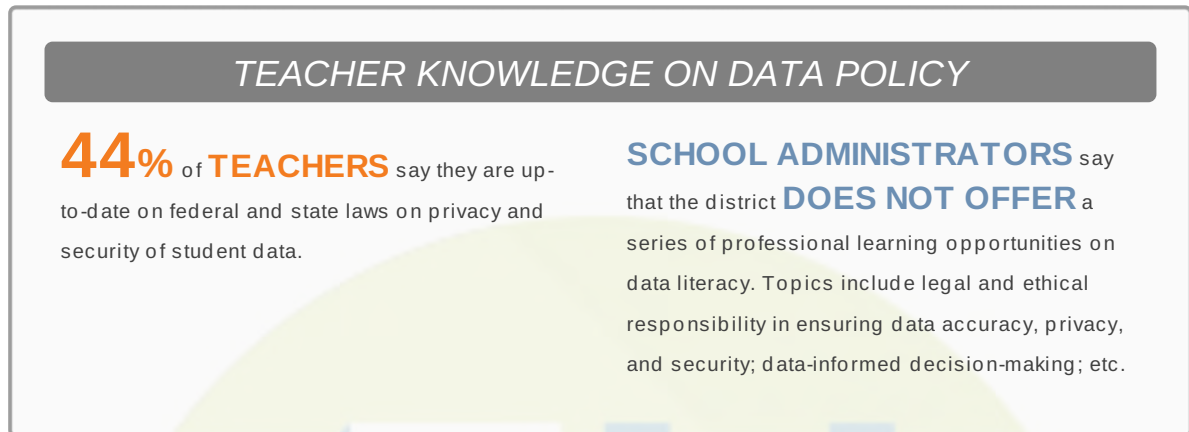 TEACHER KNOWLEDGE ON DATA POLICY
44% of TEACHERS say they are up-
to-date on federal and state laws on privacy and
security of student data.
SCHOOL ADMINISTRATORS say
that the district DOES NOT OFFER a
series of professional learning opportunities on
data literacy. Topics include legal and ethical
responsibility in ensuring data accuracy, privacy,
and security; data-informed decision-making; etc.